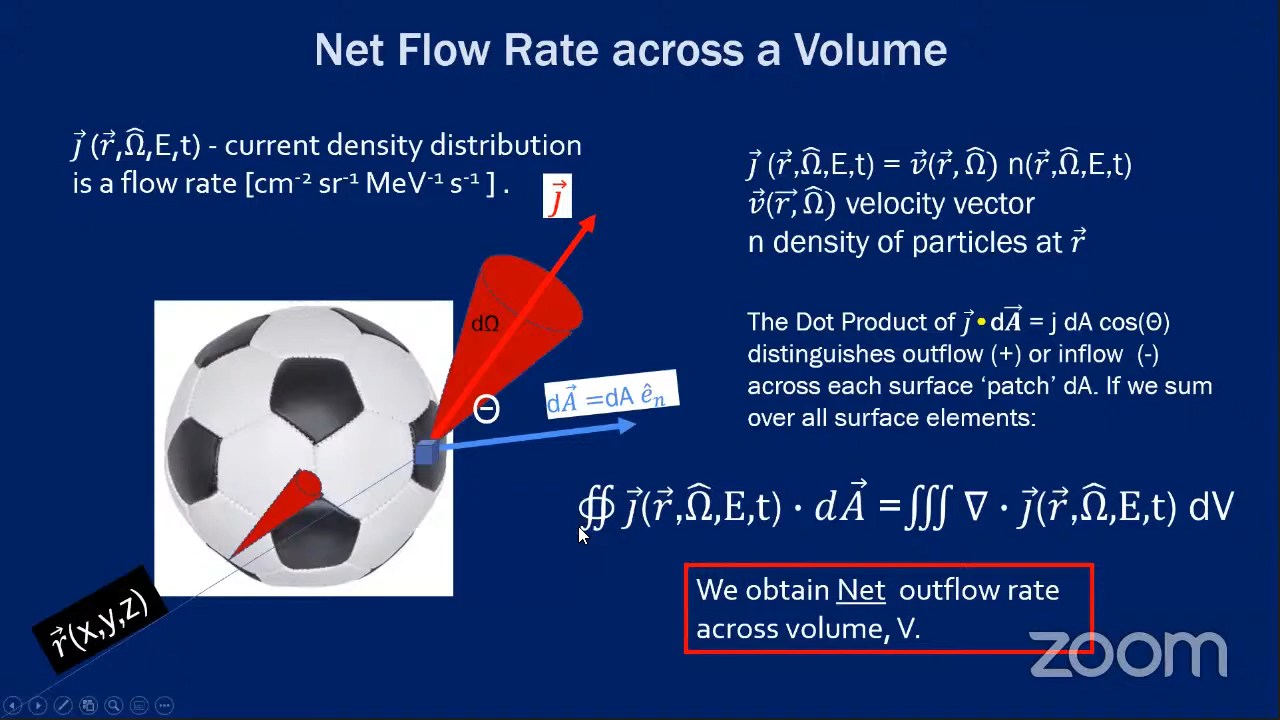 Net Flow Rate across a Volume
j⃗ (r⃗,Ω̂,E,t) - current density distribution
is a flow rate [cm⁻² sr⁻¹ MeV⁻¹ s⁻¹ ] .
j⃗
dΩ
Θ
dA⃗ =dA ê_n
r⃗(x,y,z)
j⃗ (r⃗,Ω̂,E,t) = v⃗(r⃗,Ω̂) n(r⃗,Ω̂,E,t)
v⃗(r⃗,Ω̂) velocity vector
n density of particles at r⃗
The Dot Product of j⃗ • dA⃗ = j dA cos(Θ)
distinguishes outflow (+) or inflow (-)
across each surface ‘patch’ dA. If we sum
over all surface elements:
∯ j⃗(r⃗,Ω̂,E,t) · dA⃗ =∭ ∇ · j⃗(r⃗,Ω̂,E,t) dV
We obtain Net outflow rate
across volume, V.
zoom